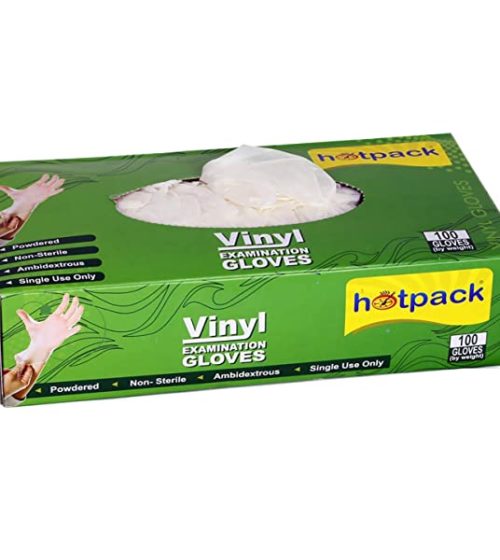 hotpack
VINYL GLOVES
Vinyl
EXAMINATION
GLOVES
100
GLOVES
(by weight)
Powdered
Non-Sterile
Ambidextrous
Single Use Only
hotpack
Vinyl
EXAMINATION
GLOVES
100
GLOVES
(by weight)
Powdered
Non- Sterile
Ambidextrous
Single Use Only